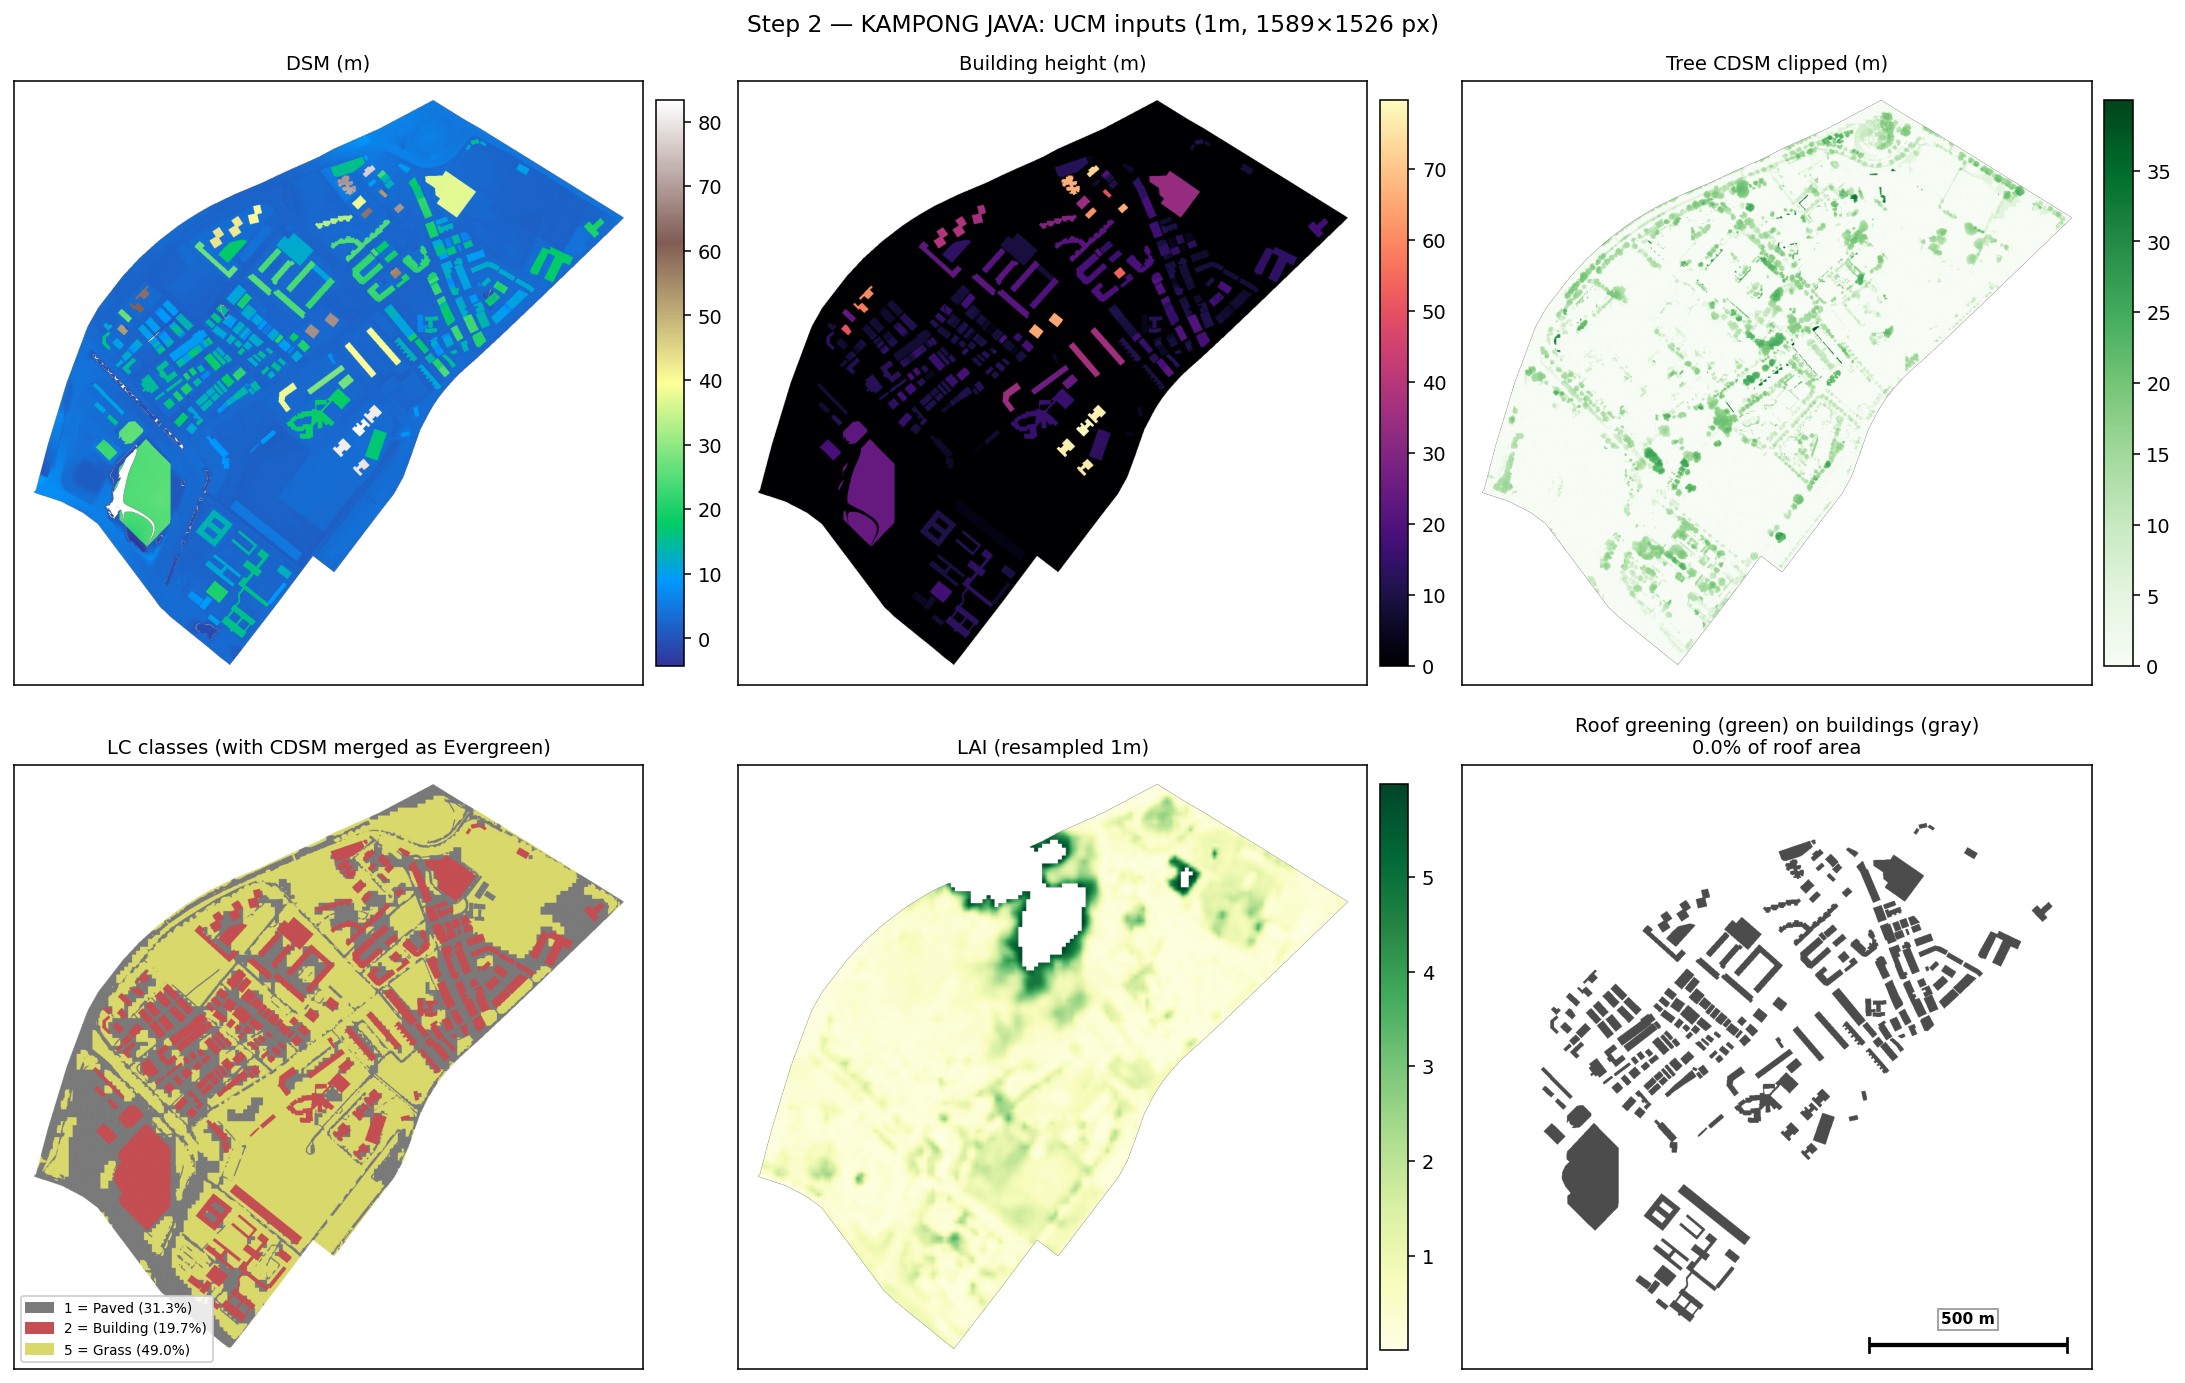 Step 2 — KAMPONG JAVA: UCM inputs (1m, 1589×1526 px)
DSM (m)
80
70
60
50
40
30
20
10
0
Building height (m)
70
60
50
40
30
20
10
0
Tree CDSM clipped (m)
35
30
25
20
15
10
5
0
LC classes (with CDSM merged as Evergreen)
1 = Paved (31.3%)
2 = Building (19.7%)
5 = Grass (49.0%)
LAI (resampled 1m)
5
4
3
2
1
Roof greening (green) on buildings (gray)
0.0% of roof area
500 m